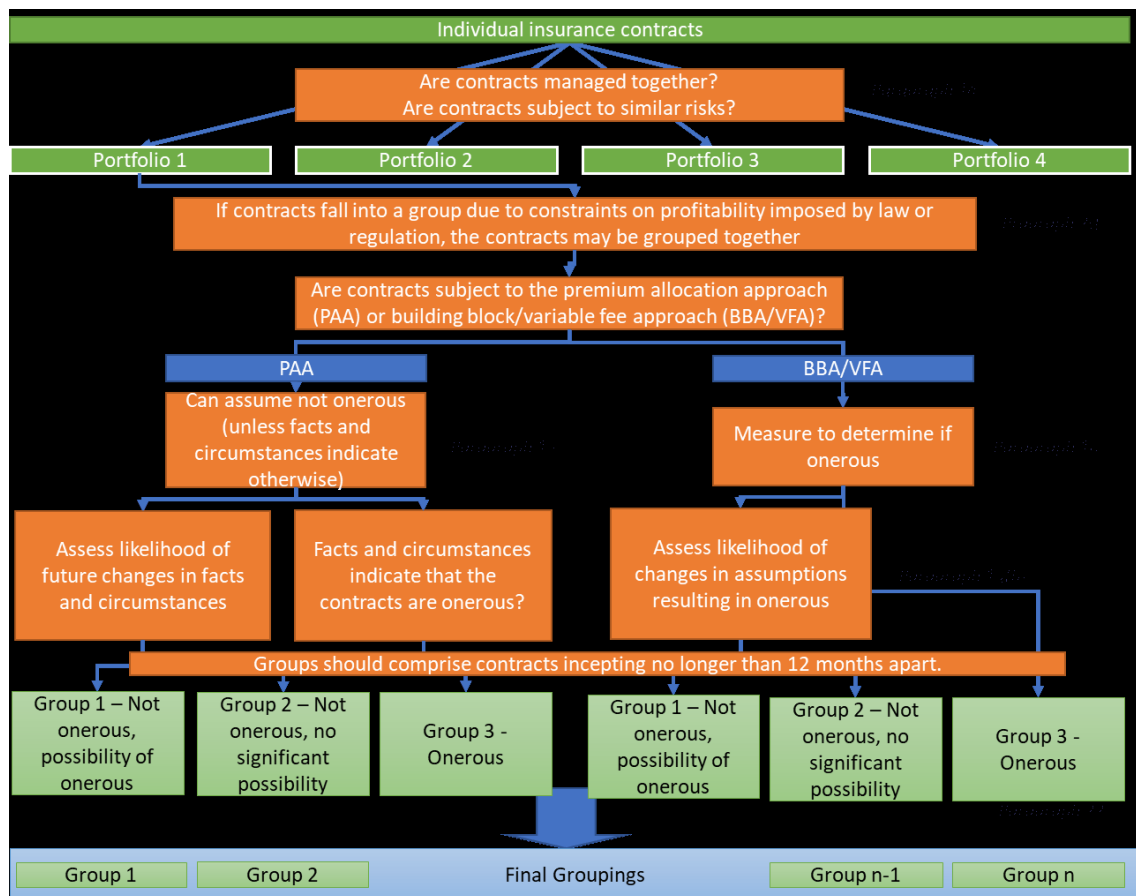 Individual insurance contracts
Are contracts managed together?
Are contracts subject to similar risks?
Portfolio 1
Portfolio 2
Portfolio 3
Portfolio 4
If contracts fall into a group due to constraints on profitability imposed by law or
regulation, the contracts may be grouped together
Are contracts subject to the premium allocation approach
(PAA) or building block/variable fee approach (BBA/VFA)?
PAA
BBA/VFA
Can assume not onerous
(unless facts and
circumstances indicate
otherwise)
Measure to determine if
onerous
Assess likelihood of
future changes in facts
and circumstances
Facts and circumstances
indicate that the
contracts are onerous?
Assess likelihood of
changes in assumptions
resulting in onerous
Groups should comprise contracts incepting no longer than 12 months apart.
Group 1 – Not
onerous,
possibility of
onerous
Group 2 – Not
onerous, no
significant
possibility
Group 3 -
Onerous
Group 1 – Not
onerous,
possibility of
onerous
Group 2 – Not
onerous, no
significant
possibility
Group 3 -
Onerous
Group 1
Group 2
Final Groupings
Group n-1
Group n